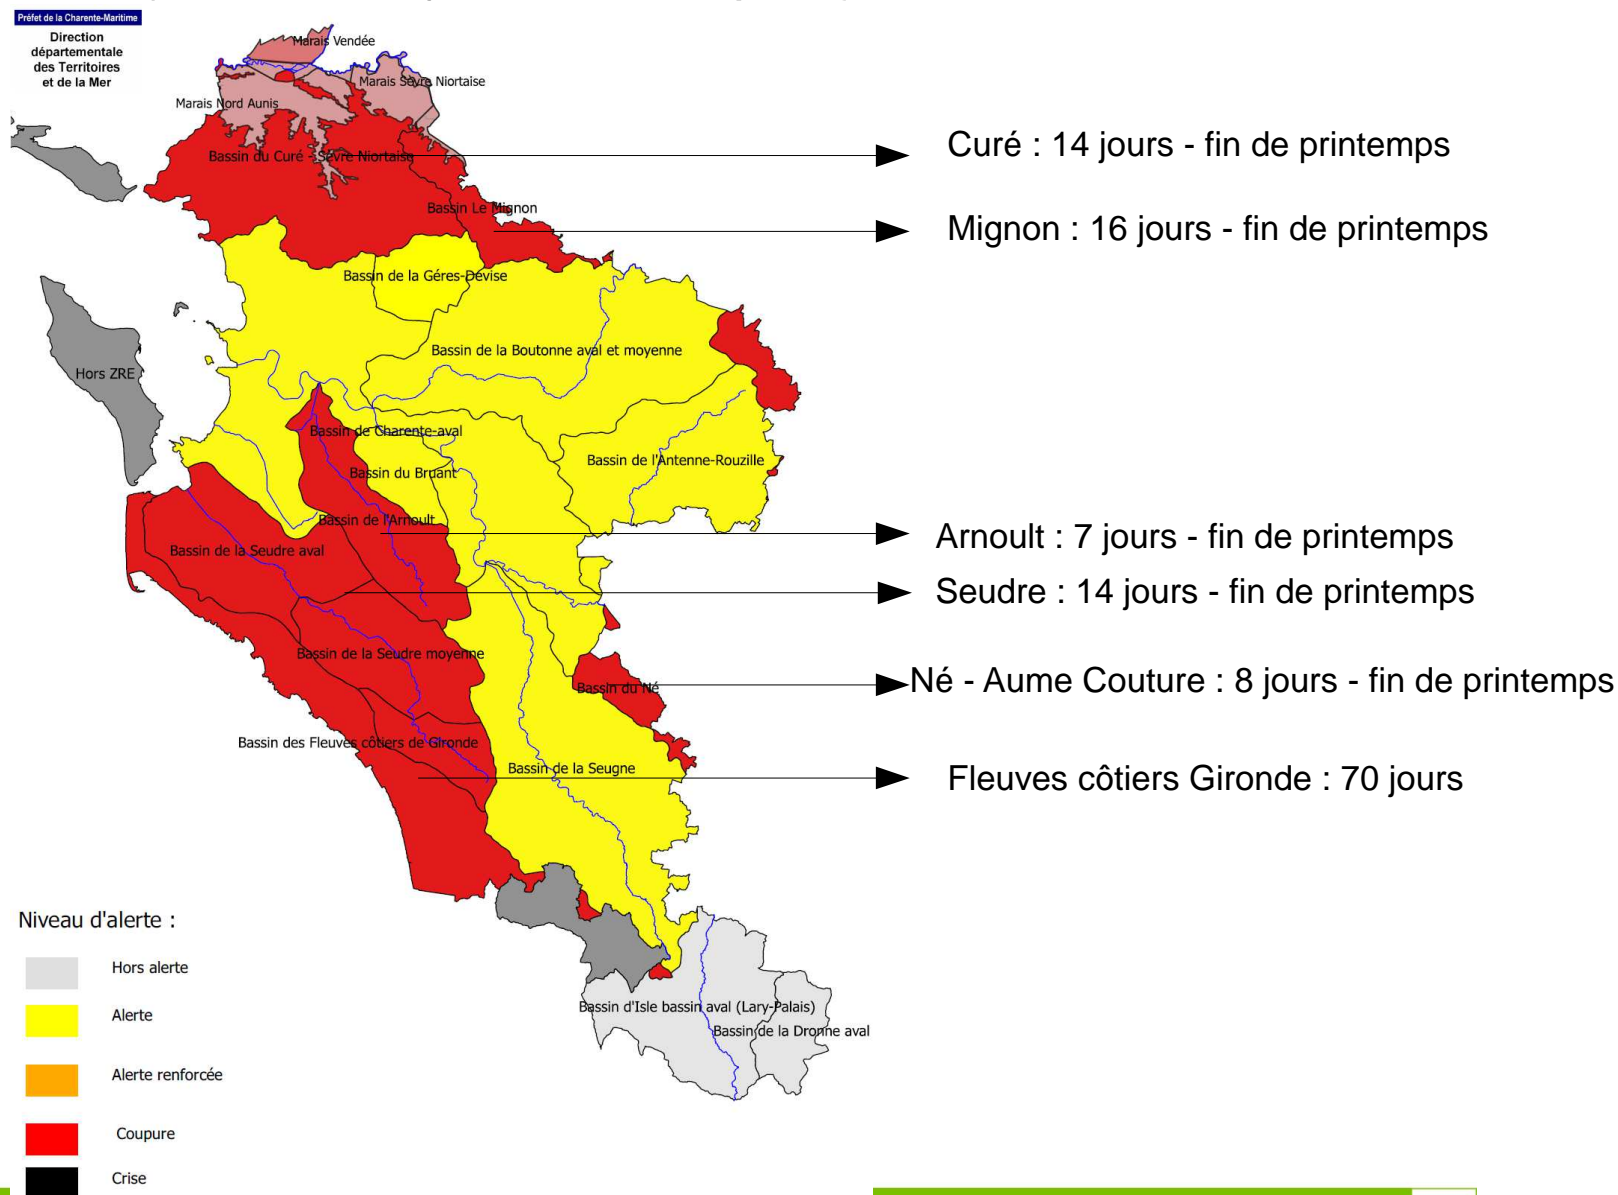 Préfet de la Charente-Maritime
Direction
départementale
des Territoires
et de la Mer
Marais Vendée
Marais Sèvre Niortaise
Marais Nord Aunis
Bassin du Curé - Sèvre Niortaise
Curé : 14 jours - fin de printemps
Bassin Le Mignon
Mignon : 16 jours - fin de printemps
Bassin de la Géres-Devise
Bassin de la Boutonne aval et moyenne
Hors ZRE
Bassin de Charente-aval
Bassin de l'Antenne-Rouzille
Bassin du Bruant
Bassin de l'Arnoult
Arnoult : 7 jours - fin de printemps
Bassin de la Seudre aval
Seudre : 14 jours - fin de printemps
Bassin de la Seudre moyenne
Bassin du Né
Né - Aume Couture : 8 jours - fin de printemps
Bassin des Fleuves côtiers de Gironde
Bassin de la Seugne
Fleuves côtiers Gironde : 70 jours
Niveau d'alerte :
Hors alerte
Alerte
Alerte renforcée
Coupure
Crise
Bassin d'Isle bassin aval (Lary-Palais)
Bassin de la Dronne aval